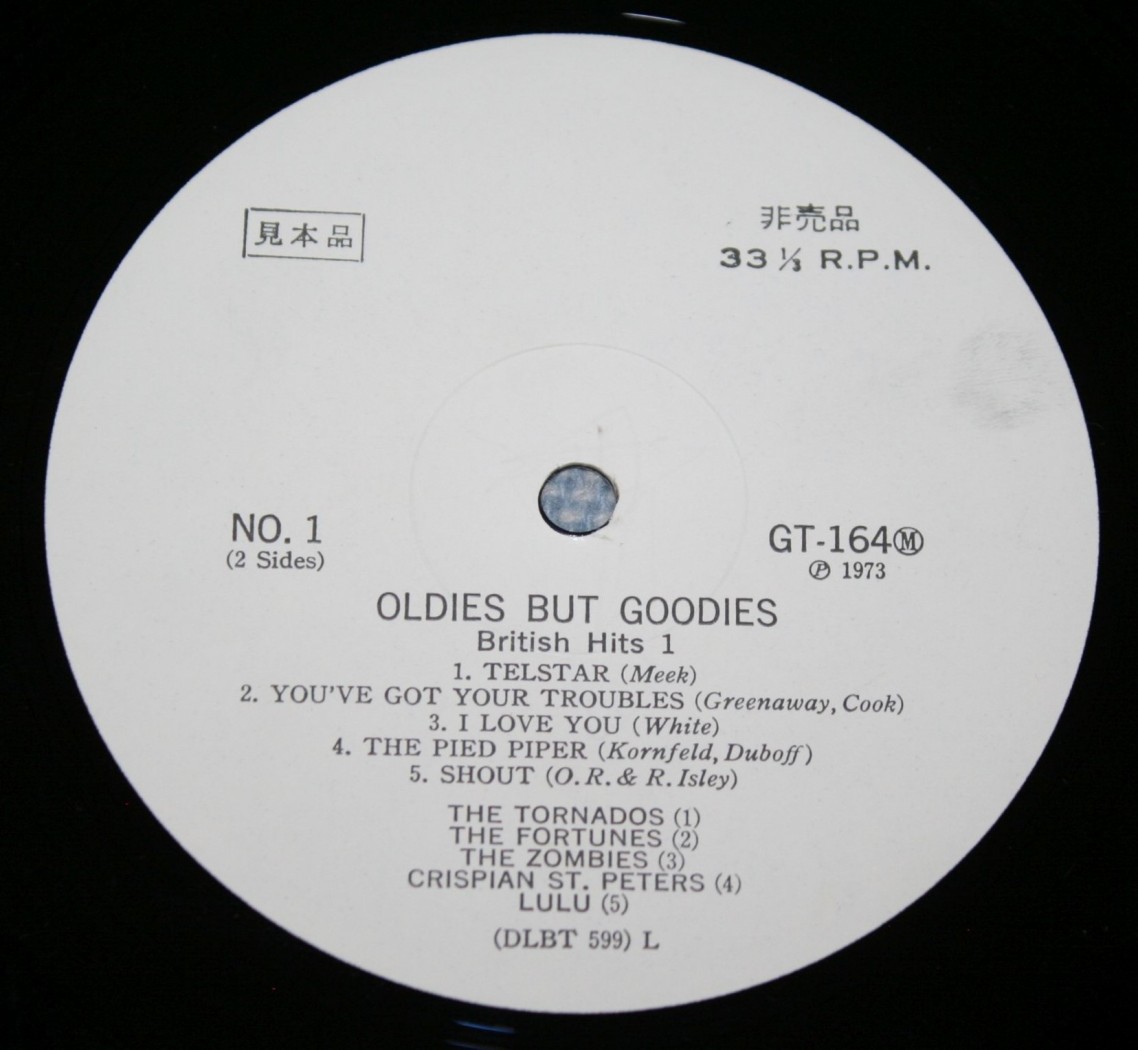 見本品
非売品
33 ⅓ R.P.M.
NO. 1
(2 Sides)
GT-164Ⓜ
Ⓟ 1973
OLDIES BUT GOODIES
British Hits 1
1. TELSTAR (Meek)
2. YOU'VE GOT YOUR TROUBLES (Greenaway, Cook)
3. I LOVE YOU (White)
4. THE PIED PIPER (Kornfeld, Duboff)
5. SHOUT (O. R. & R. Isley)
THE TORNADOS (1)
THE FORTUNES (2)
THE ZOMBIES (3)
CRISPIAN ST. PETERS (4)
LULU (5)
(DLBT 599) L